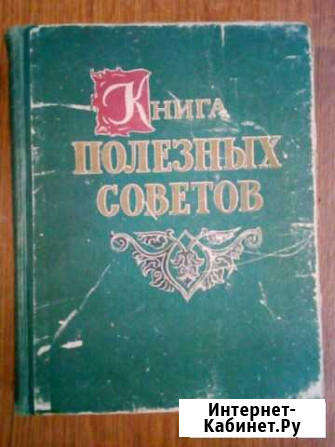 Книга
ПОЛЕЗНЫХ
СОВЕТОВ
Интернет-
Кабинет.Ру